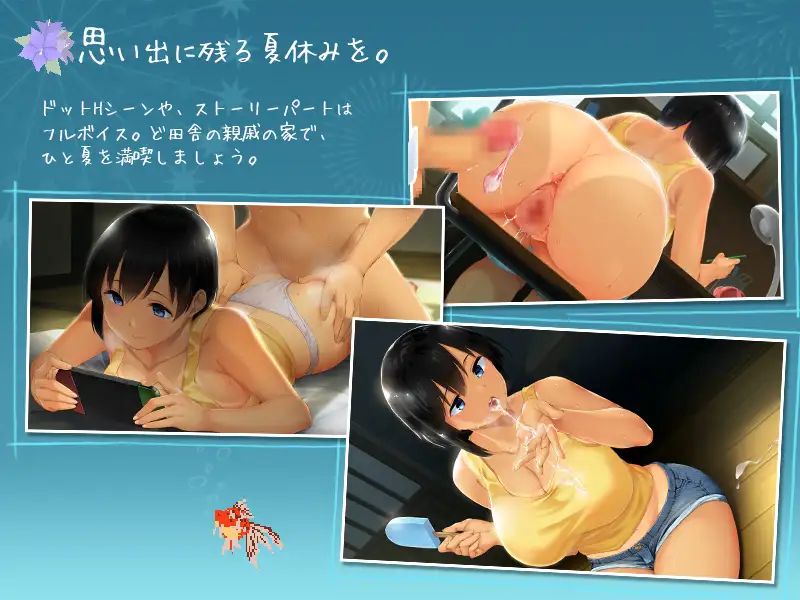 思い出に残る夏休みを。
ドットHシーンや、ストーリーパートは
フルボイス。ど田舎の親戚の家で、
ひと夏を満喫しましょう。